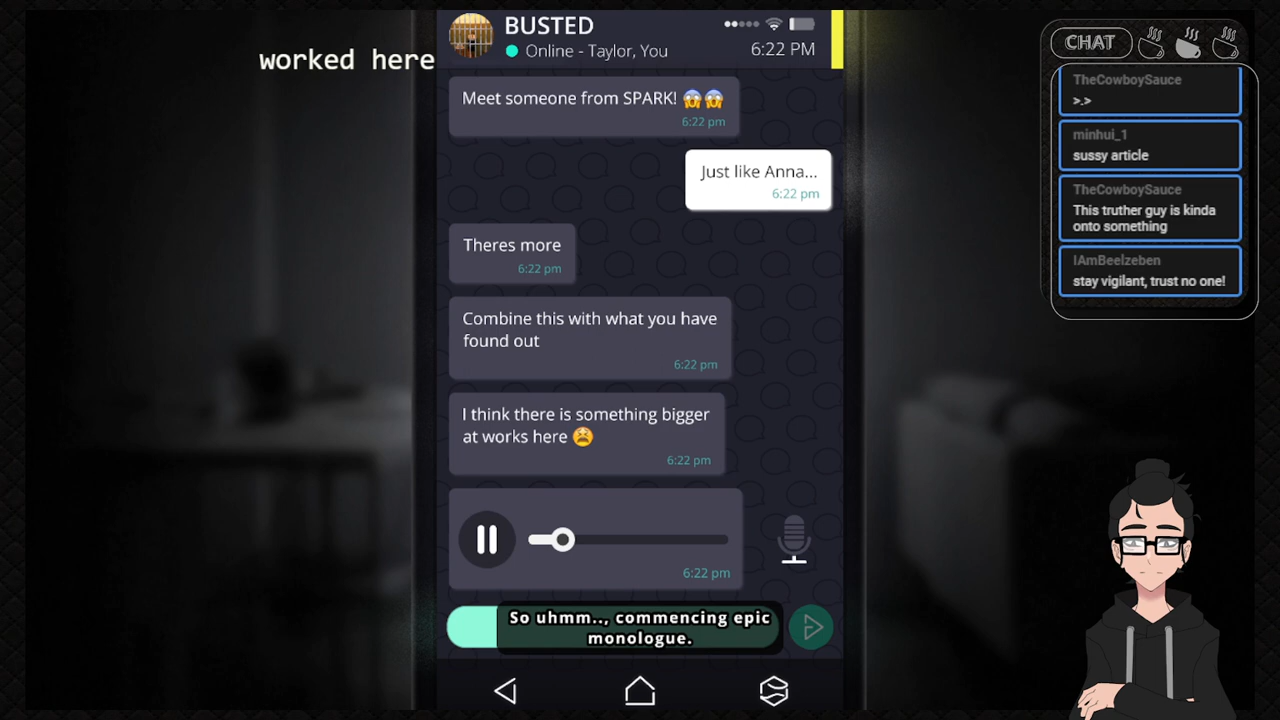 worked here
BUSTED
Online - Taylor, You
6:22 PM
Meet someone from SPARK! 😱😱
6:22 pm
Just like Anna...
6:22 pm
Theres more
6:22 pm
Combine this with what you have
found out
6:22 pm
I think there is something bigger
at works here 😫
6:22 pm
6:22 pm
So uhmm.., commencing epic
monologue.
CHAT
TheCowboySauce
>.>
minhui_1
sussy article
TheCowboySauce
This truther guy is kinda
onto something
IAmBeelzeben
stay vigilant, trust no one!